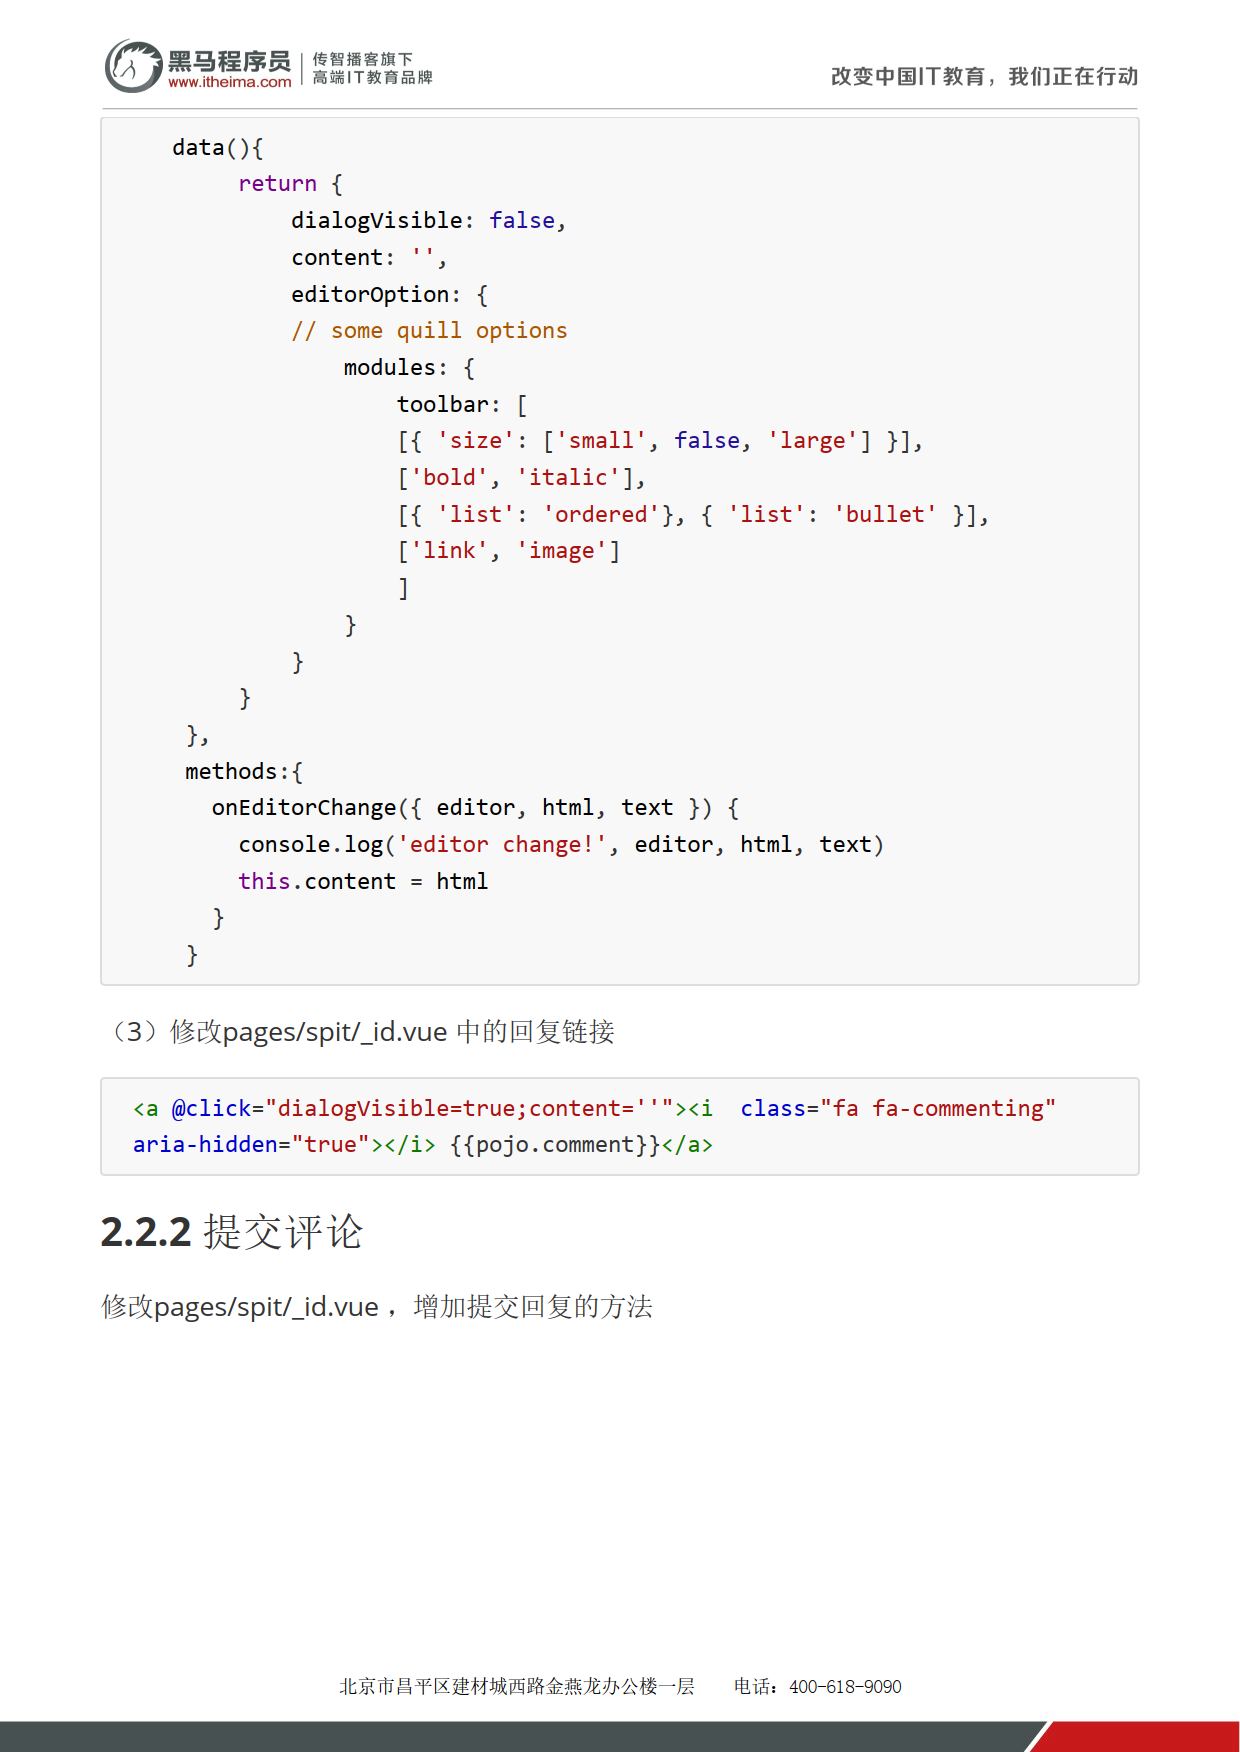 黑马程序员
www.itheima.com
传智播客旗下
高端IT教育品牌
改变中国IT教育，我们正在行动
data(){
return {
dialogVisible: false,
content: '',
editorOption: {
// some quill options
modules: {
toolbar: [
[{ 'size': ['small', false, 'large'] }],
['bold', 'italic'],
[{ 'list': 'ordered'}, { 'list': 'bullet' }],
['link', 'image']
]
}
}
}
},
methods:{
onEditorChange({ editor, html, text }) {
console.log('editor change!', editor, html, text)
this.content = html
}
}
（3）修改pages/spit/_id.vue 中的回复链接
<a @click="dialogVisible=true;content=''"><i  class="fa fa-commenting"
aria-hidden="true"></i> {{pojo.comment}}</a>
2.2.2 提交评论
修改pages/spit/_id.vue ，增加提交回复的方法
北京市昌平区建材城西路金燕龙办公楼一层 电话：400-618-9090